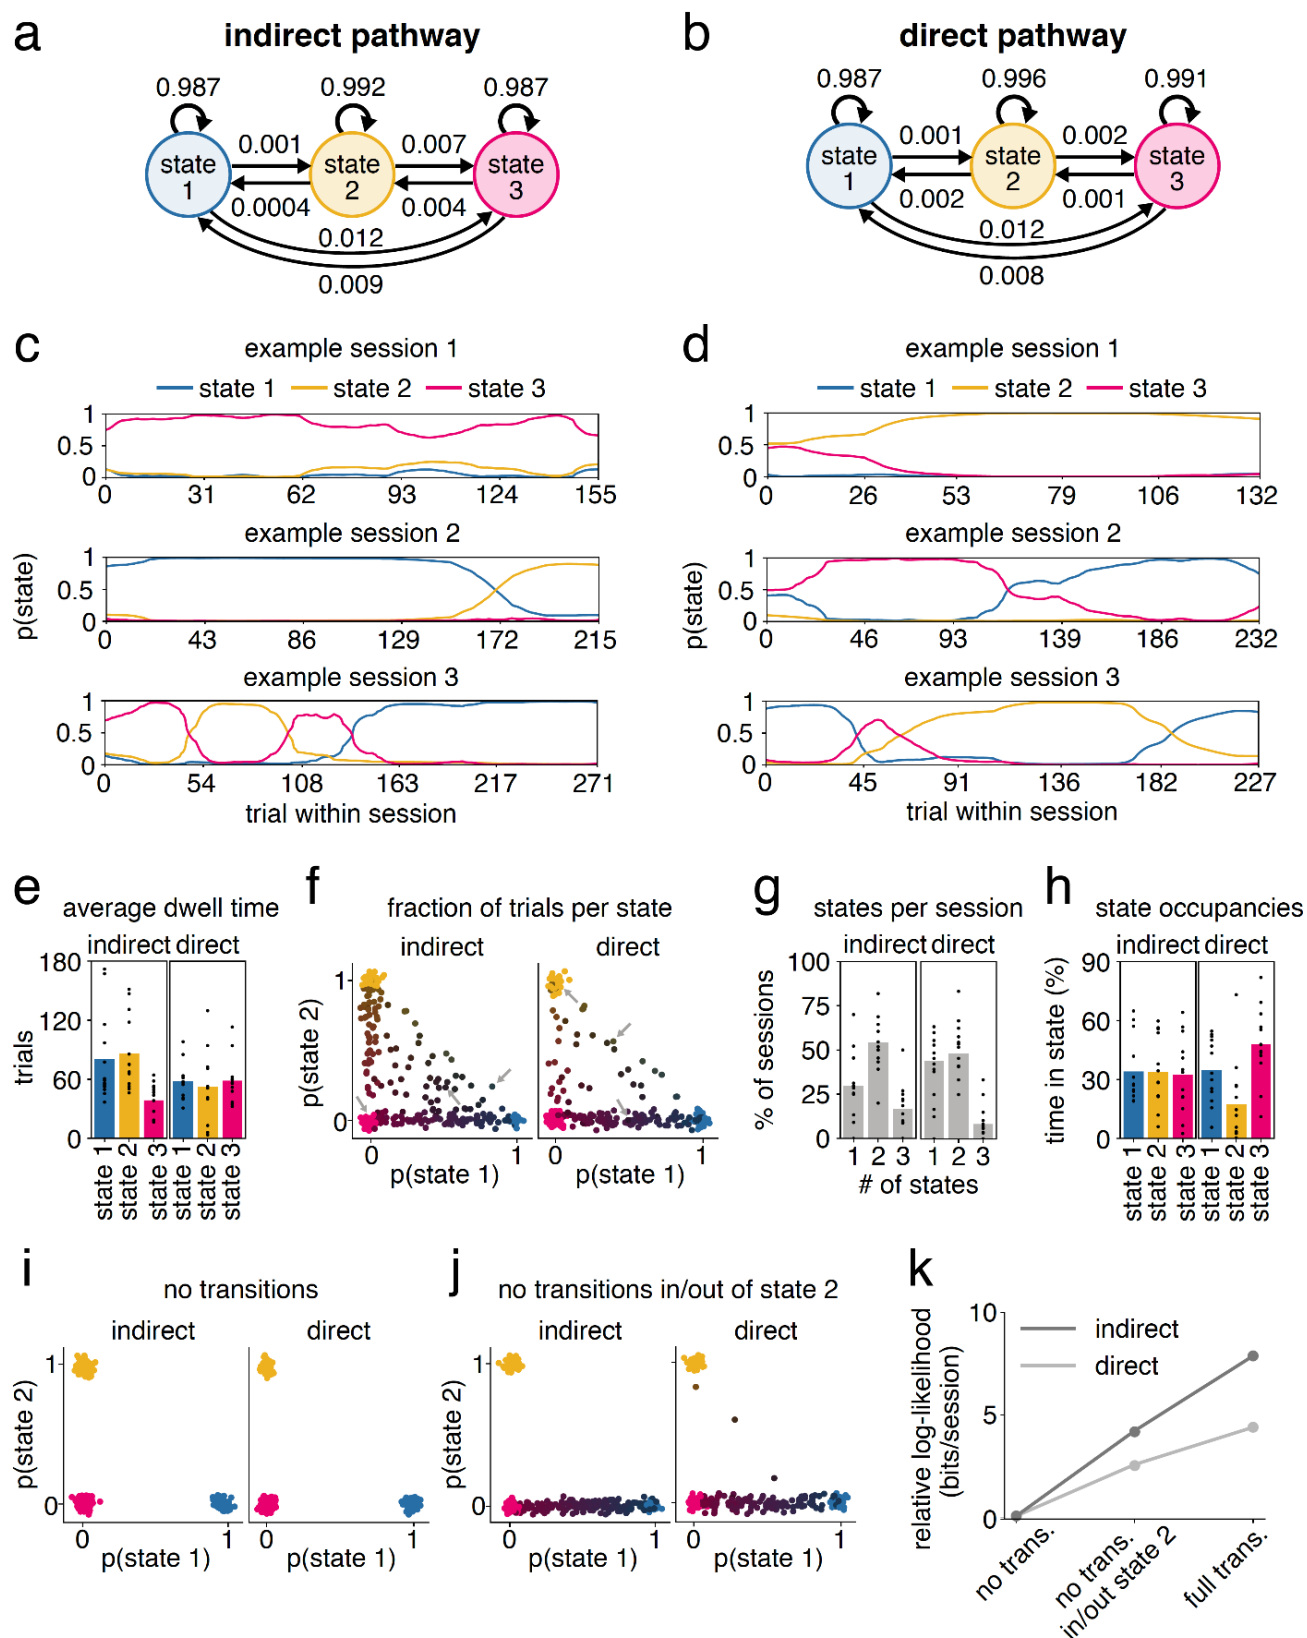 a
indirect pathway
0.987
0.992
0.987
state 1
0.001
state 2
0.007
state 3
0.0004
0.004
0.012
0.009
b
direct pathway
0.987
0.996
0.991
state 1
0.001
state 2
0.002
state 3
0.002
0.001
0.012
0.008
c
example session 1
state 1 state 2 state 3
1
0.5
0
0 31 62 93 124 155
example session 2
1
0.5
0
0 43 86 129 172 215
example session 3
1
0.5
0
0 54 108 163 217 271
p(state)
trial within session
d
example session 1
state 1 state 2 state 3
1
0.5
0
0 26 53 79 106 132
example session 2
1
0.5
0
0 46 93 139 186 232
example session 3
1
0.5
0
0 45 91 136 182 227
p(state)
trial within session
e
average dwell time
indirect direct
180
120
60
0
trials
state 1 state 2 state 3 state 1 state 2 state 3
f
fraction of trials per state
indirect direct
1
0
p(state 2)
0 1 0 1
p(state 1) p(state 1)
g
states per session
indirect direct
100
75
50
25
0
% of sessions
1 2 3 1 2 3
# of states
h
state occupancies
indirect direct
90
60
30
0
time in state (%)
state 1 state 2 state 3 state 1 state 2 state 3
i
no transitions
indirect direct
1
0
p(state 2)
0 1 0 1
p(state 1) p(state 1)
j
no transitions in/out of state 2
indirect direct
1
0
p(state 2)
0 1 0 1
p(state 1) p(state 1)
k
10
5
0
relative log-likelihood
(bits/session)
indirect
direct
no trans.
no trans.
in/out state 2
full trans.